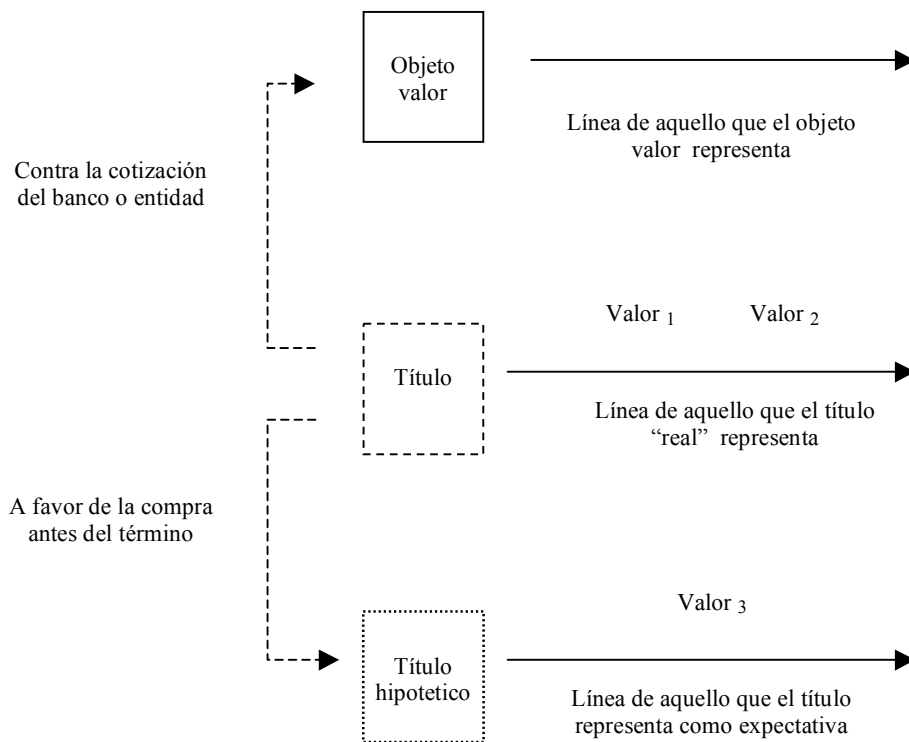 Objeto
valor
Línea de aquello que el objeto
valor representa
Contra la cotización
del banco o entidad
Valor 1
Valor 2
Título
Línea de aquello que el título
“real” representa
A favor de la compra
antes del término
Valor 3
Título
hipotetico
Línea de aquello que el título
representa como expectativa